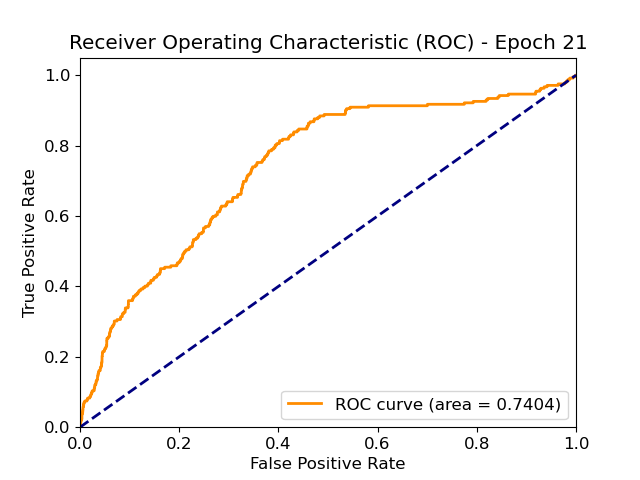 Receiver Operating Characteristic (ROC) - Epoch 21
True Positive Rate
1.0
0.8
0.6
0.4
0.2
0.0
ROC curve (area = 0.7404)
0.0 0.2 0.4 0.6 0.8 1.0
False Positive Rate